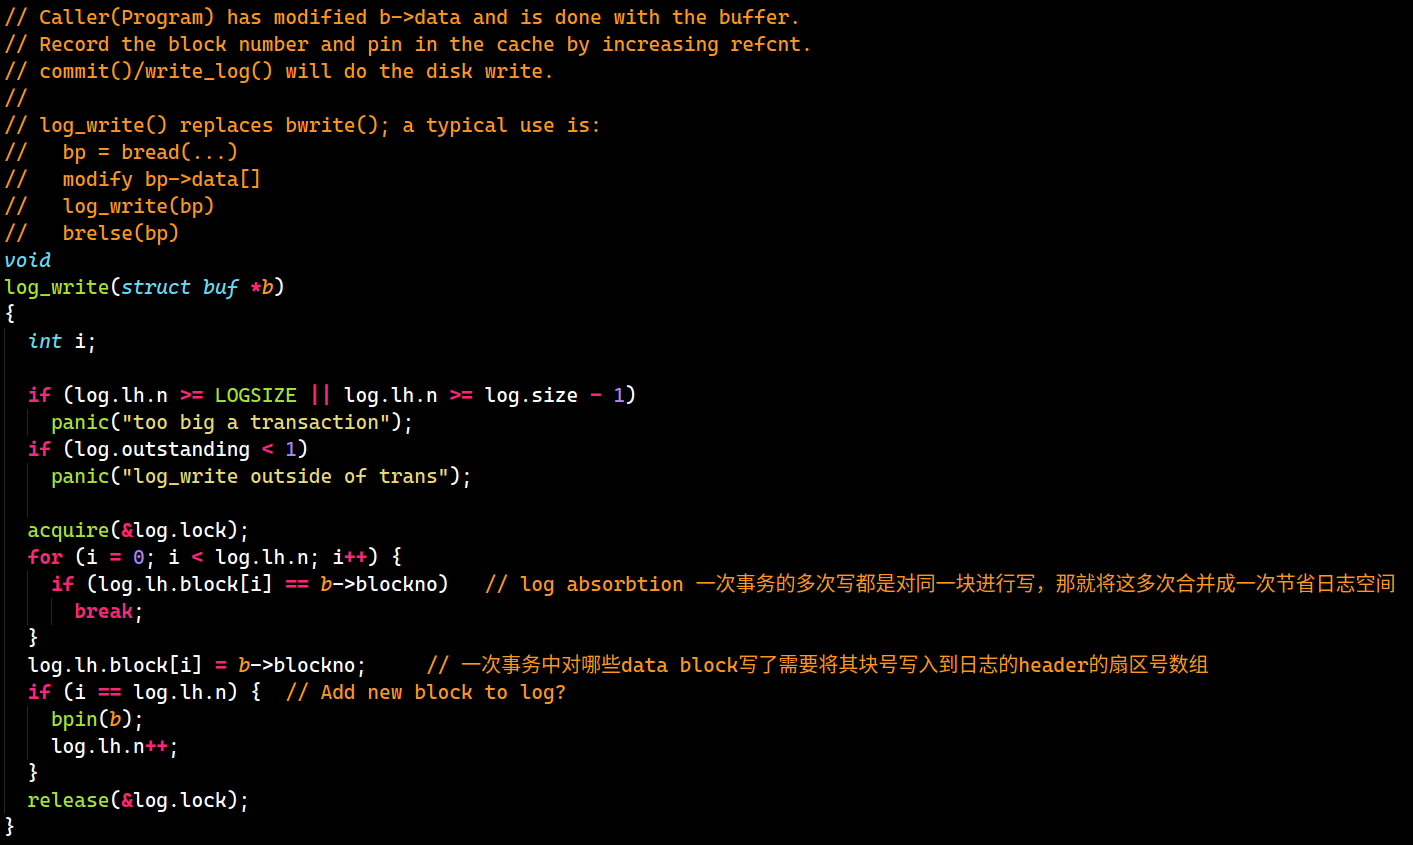 // Caller(Program) has modified b->data and is done with the buffer.
// Record the block number and pin in the cache by increasing refcnt.
// commit()/write_log() will do the disk write.
//
// log_write() replaces bwrite(); a typical use is:
//   bp = bread(...)
//   modify bp->data[]
//   log_write(bp)
//   brelse(bp)
void
log_write(struct buf *b)
{
  int i;

  if (log.lh.n >= LOGSIZE || log.lh.n >= log.size - 1)
    panic("too big a transaction");
  if (log.outstanding < 1)
    panic("log_write outside of trans");

  acquire(&log.lock);
  for (i = 0; i < log.lh.n; i++) {
    if (log.lh.block[i] == b->blockno)   // log absorbtion 一次事务的多次写都是对同一块进行写，那就将这多次合并成一次节省日志空间
      break;
  }
  log.lh.block[i] = b->blockno;     // 一次事务中对哪些data block写了需要将其块号写入到日志的header的扇区号数组
  if (i == log.lh.n) {  // Add new block to log?
    bpin(b);
    log.lh.n++;
  }
  release(&log.lock);
}